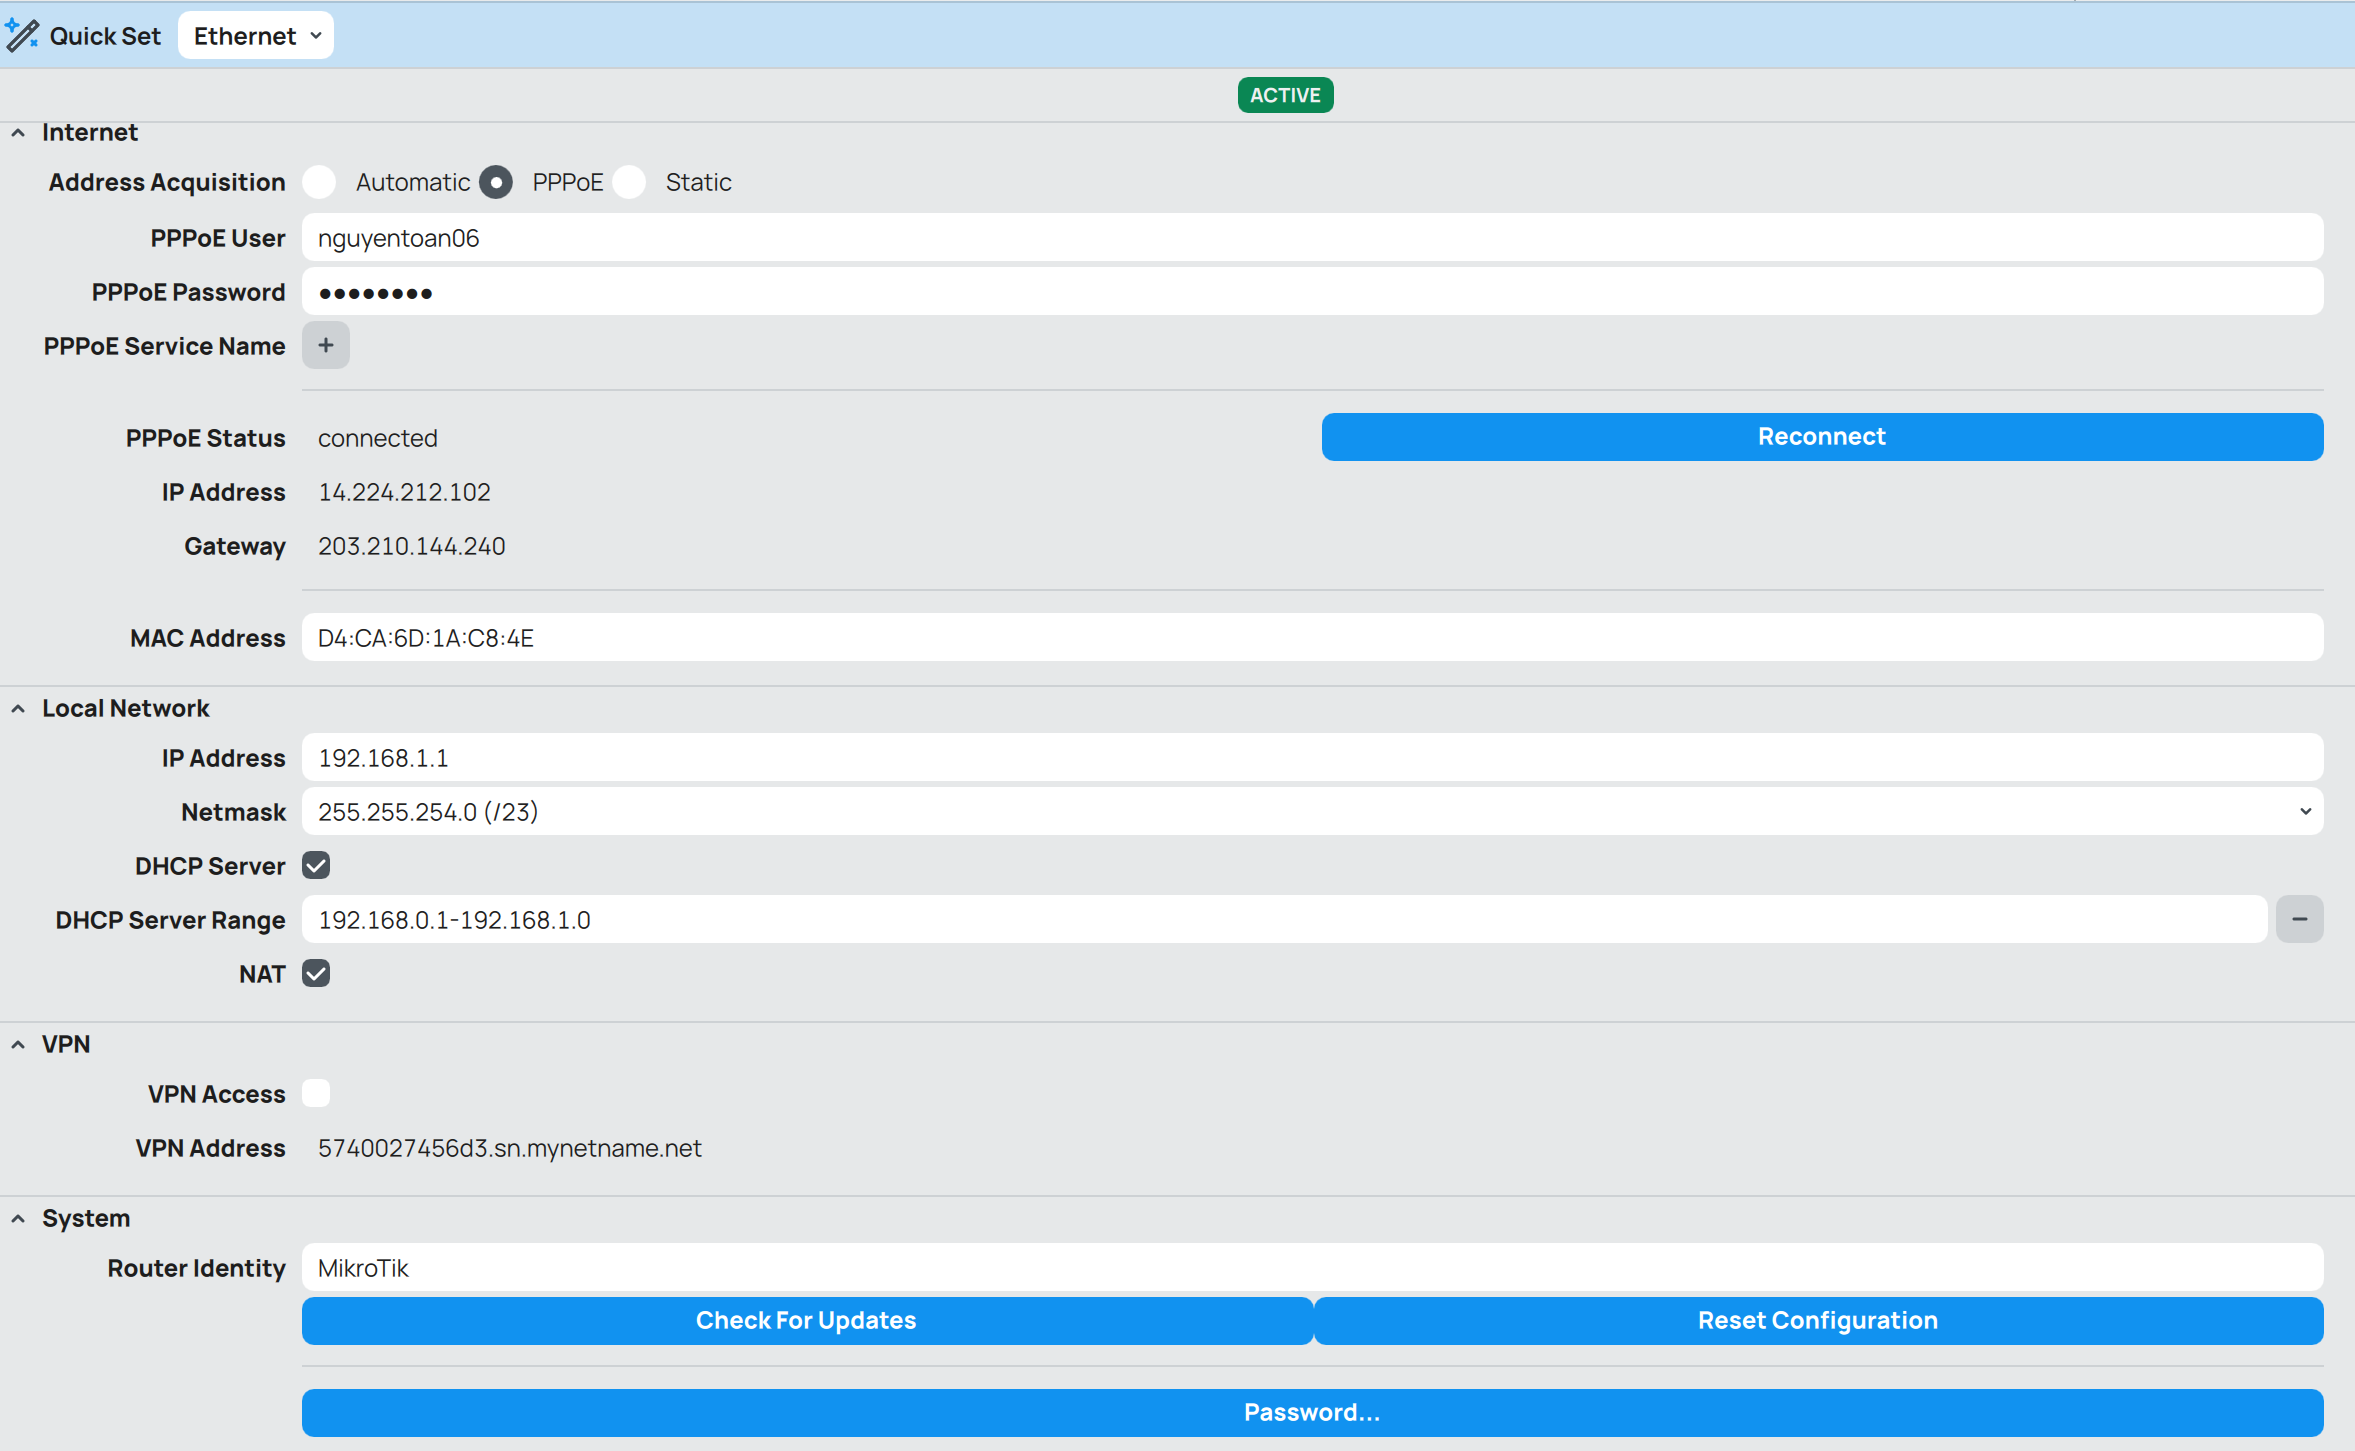 Quick Set Ethernet
ACTIVE
Internet
Address Acquisition Automatic PPPoE Static
PPPoE User nguyentoan06
PPPoE Password ●●●●●●●●
PPPoE Service Name +
PPPoE Status connected Reconnect
IP Address 14.224.212.102
Gateway 203.210.144.240
MAC Address D4:CA:6D:1A:C8:4E
Local Network
IP Address 192.168.1.1
Netmask 255.255.254.0 (/23)
DHCP Server
DHCP Server Range 192.168.0.1-192.168.1.0 −
NAT
VPN
VPN Access
VPN Address 5740027456d3.sn.mynetname.net
System
Router Identity MikroTik
Check For Updates Reset Configuration
Password...